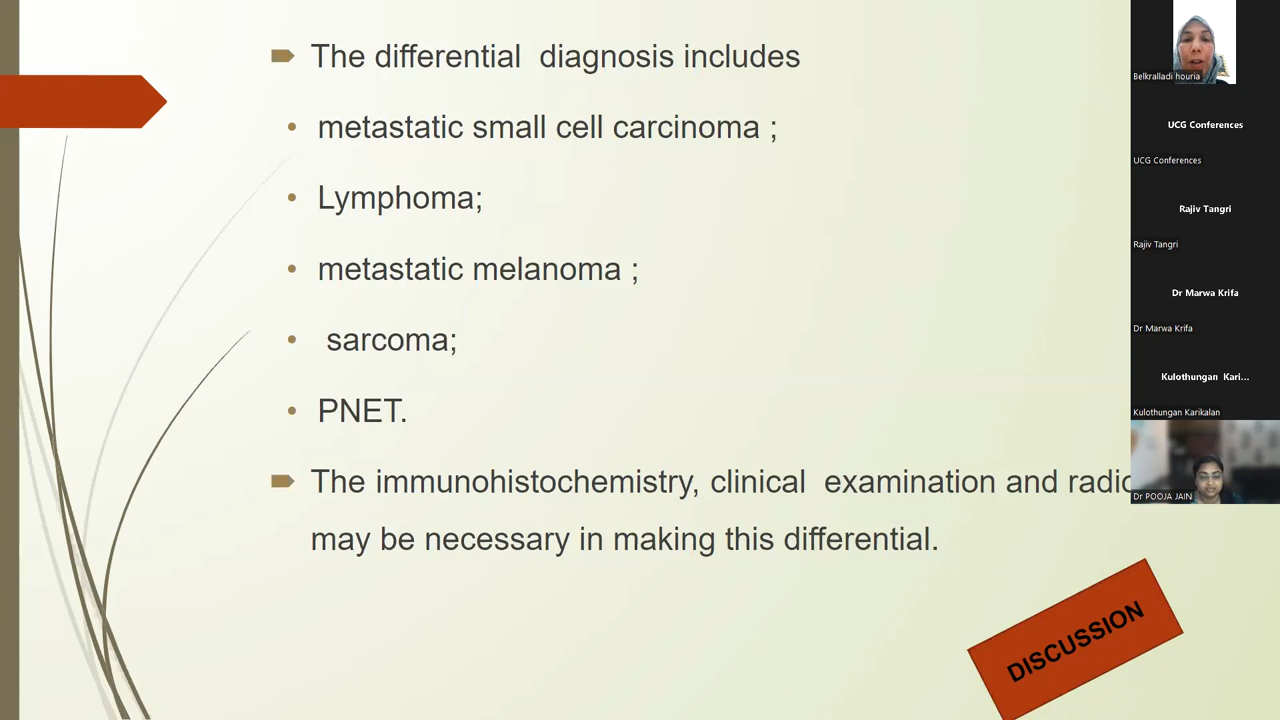 The differential diagnosis includes
metastatic small cell carcinoma ;
Lymphoma;
metastatic melanoma ;
sarcoma;
PNET.
The immunohistochemistry, clinical examination and
may be necessary in making this differential.
DISCUSSION
Belkralladi houria
UCG Conferences
UCG Conferences
Rajiv Tangri
Rajiv Tangri
Dr Marwa Krifa
Dr Marwa Krifa
Kulothungan Kari...
Kulothungan Karikalan
Dr POOJA JAIN